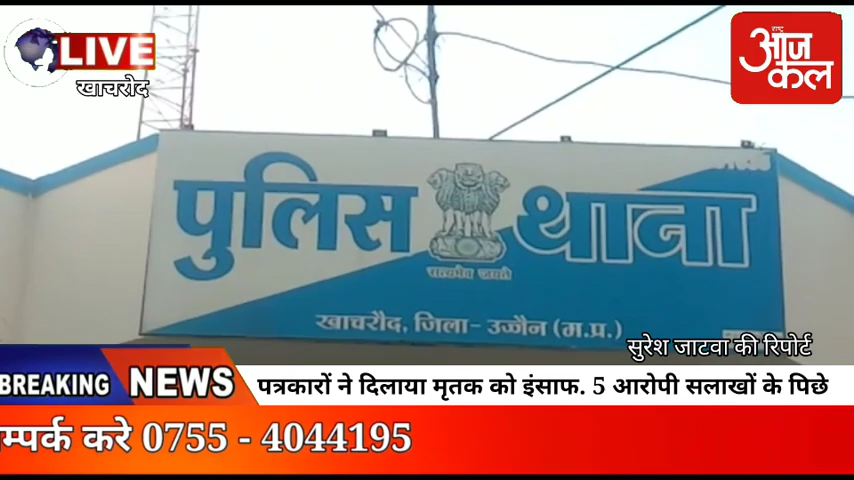 LIVE
खाचरोद
राष्ट्र
आज
कल
पुलिस थाना
सत्यमेव जयते
खाचरौद, जिला- उज्जैन (म.प्र.)
सुरेश जाटवा की रिपोर्ट
BREAKING NEWS
पत्रकारों ने दिलाया मृतक को इंसाफ. 5 आरोपी सलाखों के पिछे
म्पर्क करे 0755 - 4044195